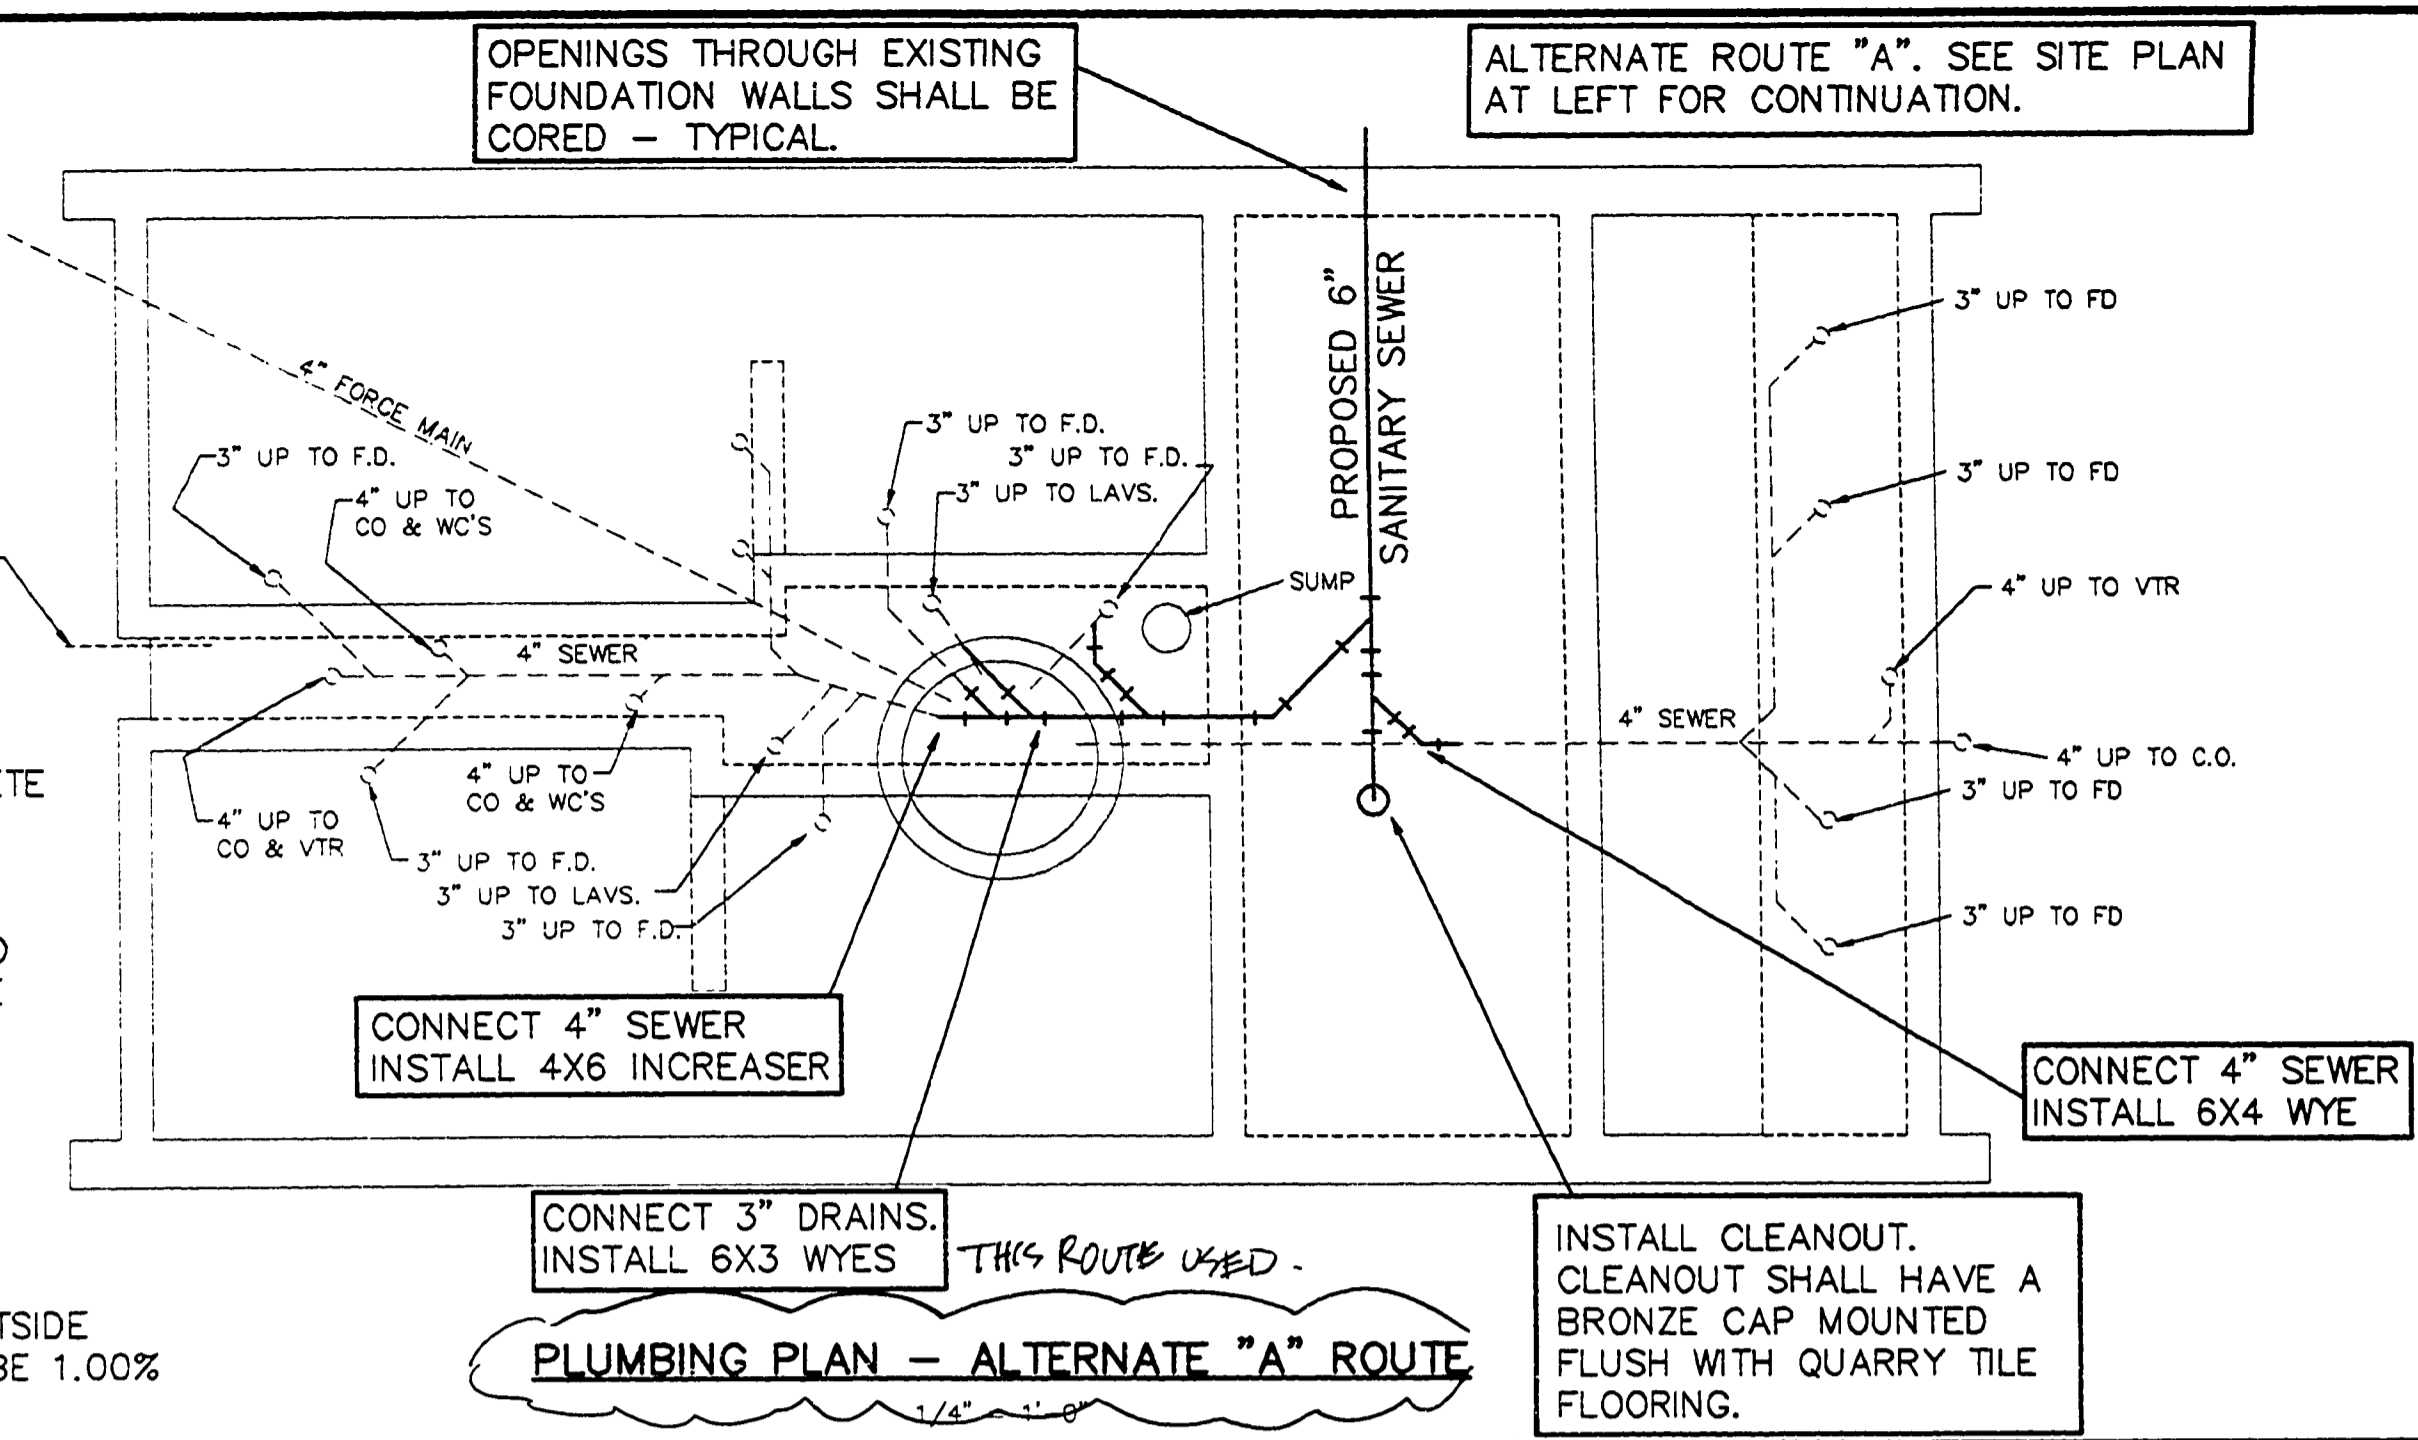 OPENINGS THROUGH EXISTING
FOUNDATION WALLS SHALL BE
CORED – TYPICAL.
ALTERNATE ROUTE "A". SEE SITE PLAN
AT LEFT FOR CONTINUATION.
4" FORCE MAIN
3" UP TO F.D.
4" UP TO
CO & WC'S
3" UP TO F.D.
3" UP TO F.D.
3" UP TO LAVS.
SUMP
PROPOSED 6"
SANITARY SEWER
3" UP TO FD
3" UP TO FD
4" UP TO VTR
4" SEWER
4" SEWER
4" UP TO C.O.
3" UP TO FD
3" UP TO FD
4" UP TO
CO & WC'S
4" UP TO
CO & VTR
3" UP TO F.D.
3" UP TO LAVS.
3" UP TO F.D.
CONNECT 4" SEWER
INSTALL 4X6 INCREASER
CONNECT 4" SEWER
INSTALL 6X4 WYE
CONNECT 3" DRAINS.
INSTALL 6X3 WYES
THIS ROUTE USED.
INSTALL CLEANOUT.
CLEANOUT SHALL HAVE A
BRONZE CAP MOUNTED
FLUSH WITH QUARRY TILE
FLOORING.
BE 1.00%
PLUMBING PLAN – ALTERNATE "A" ROUTE
1/4" = 1'-0"